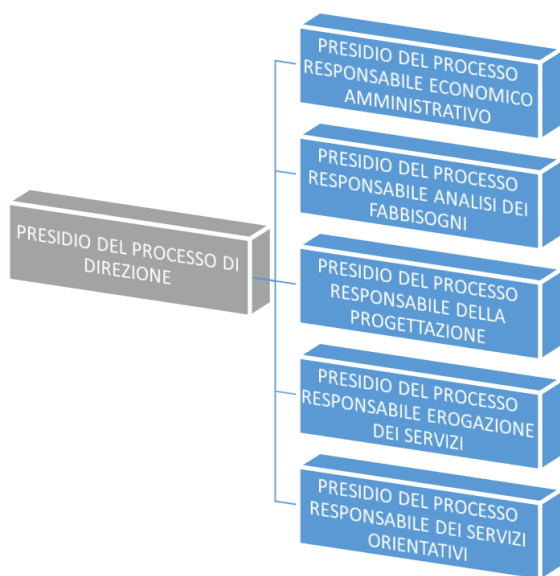 PRESIDIO DEL PROCESSO DI
DIREZIONE
PRESIDIO DEL PROCESSO
RESPONSABILE ECONOMICO
AMMINISTRATIVO
PRESIDIO DEL PROCESSO
RESPONSABILE ANALISI DEI
FABBISOGNI
PRESIDIO DEL PROCESSO
RESPONSABILE DELLA
PROGETTAZIONE
PRESIDIO DEL PROCESSO
RESPONSABILE EROGAZIONE
DEI SERVIZI
PRESIDIO DEL PROCESSO
RESPONSABILE DEI SERVIZI
ORIENTATIVI